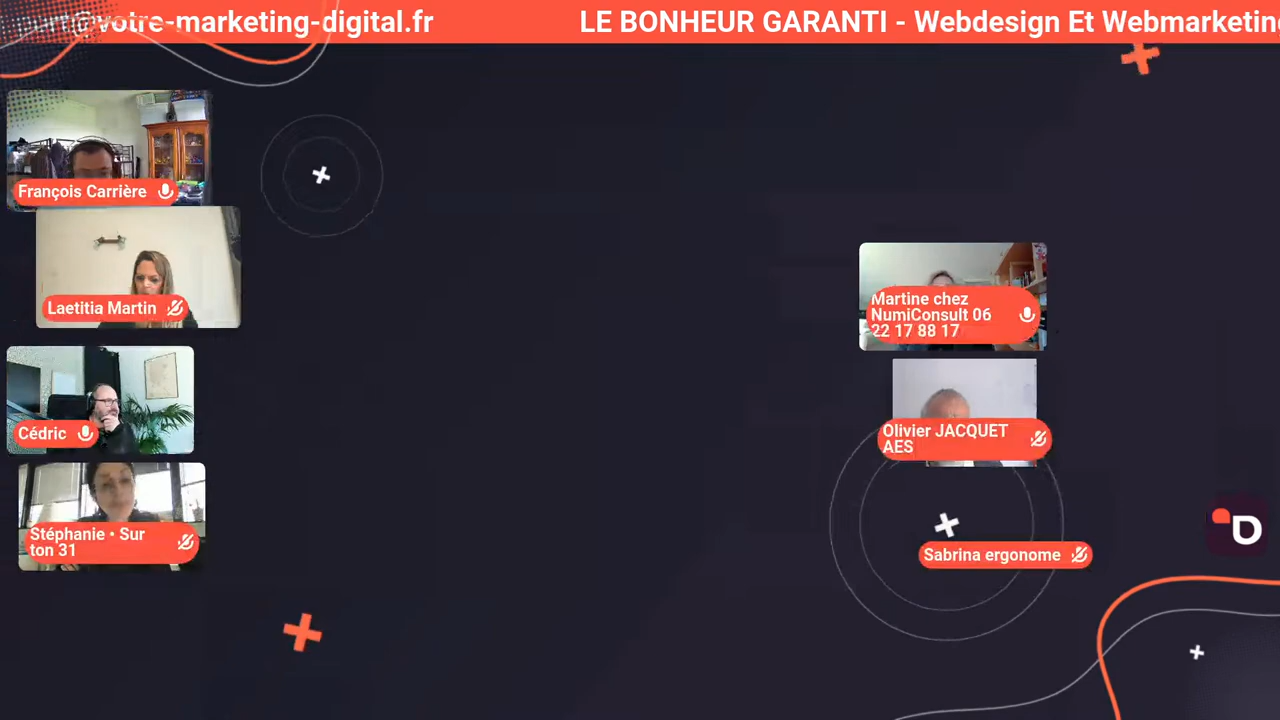 @votre-marketing-digital.fr
LE BONHEUR GARANTI - Webdesign Et Webmarketing
François Carrière
Laetitia Martin
Cédric
Stéphanie • Sur
ton 31
Martine chez
NumiConsult 06
22 17 88 17
Olivier JACQUET
AES
Sabrina ergonome